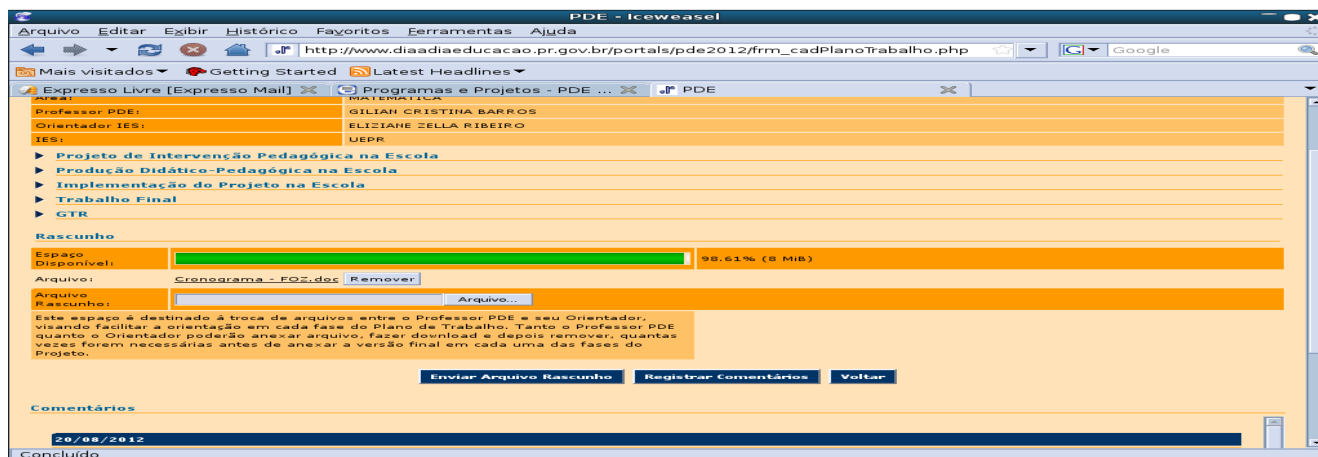 PDE - Iceweasel
Arquivo Editar Exibir Histórico Favoritos Ferramentas Ajuda
http://www.diaadiaeducacao.pr.gov.br/portals/pde2012/frm_cadPlanoTrabalho.php G Google
Mais visitados Getting Started Latest Headlines
Expresso Livre [Expresso Mail] Programas e Projetos - PDE ... PDE
Área: MATEMÁTICA
Professor PDE: GILIAN CRISTINA BARROS
Orientador IES: ELIZIANE ZELLA RIBEIRO
IES: UEPR
Projeto de Intervenção Pedagógica na Escola
Produção Didático-Pedagógica na Escola
Implementação do Projeto na Escola
Trabalho Final
GTR
Rascunho
Espaço Disponível: 98.61% (8 MiB)
Arquivo: Cronograma - FOZ.doc Remover
Arquivo Rascunho: Arquivo...
Este espaço é destinado á troca de arquivos entre o Professor PDE e seu Orientador,
visando facilitar a orientação em cada fase do Plano de Trabalho. Tanto o Professor PDE
quanto o Orientador poderão anexar arquivo, fazer download e depois remover, quantas
vezes forem necessárias antes de anexar a versão final em cada uma das fases do
Projeto.
Enviar Arquivo Rascunho Registrar Comentários Voltar
Comentários
20/08/2012
Concluído